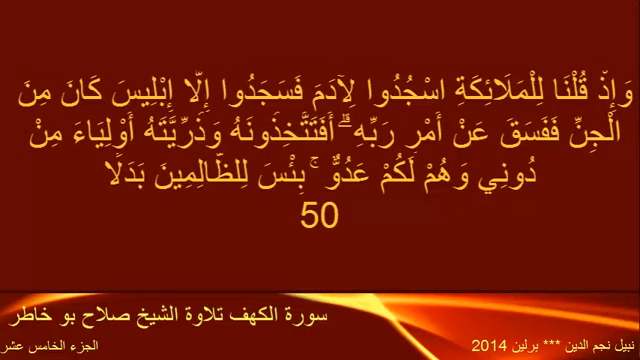 وَإِذْ قُلْنَا لِلْمَلَائِكَةِ اسْجُدُوا لِآدَمَ فَسَجَدُوا إِلَّا إِبْلِيسَ كَانَ مِنَ
الْجِنِّ فَفَسَقَ عَنْ أَمْرِ رَبِّهِ ۗ أَفَتَتَّخِذُونَهُ وَذُرِّيَّتَهُ أَوْلِيَاءَ مِنْ
دُونِي وَهُمْ لَكُمْ عَدُوٌّ ۚ بِئْسَ لِلظَّالِمِينَ بَدَلًا
50
سورة الكهف تلاوة الشيخ صلاح بو خاطر
نبيل نجم الدين *** برلين 2014
الجزء الخامس عشر